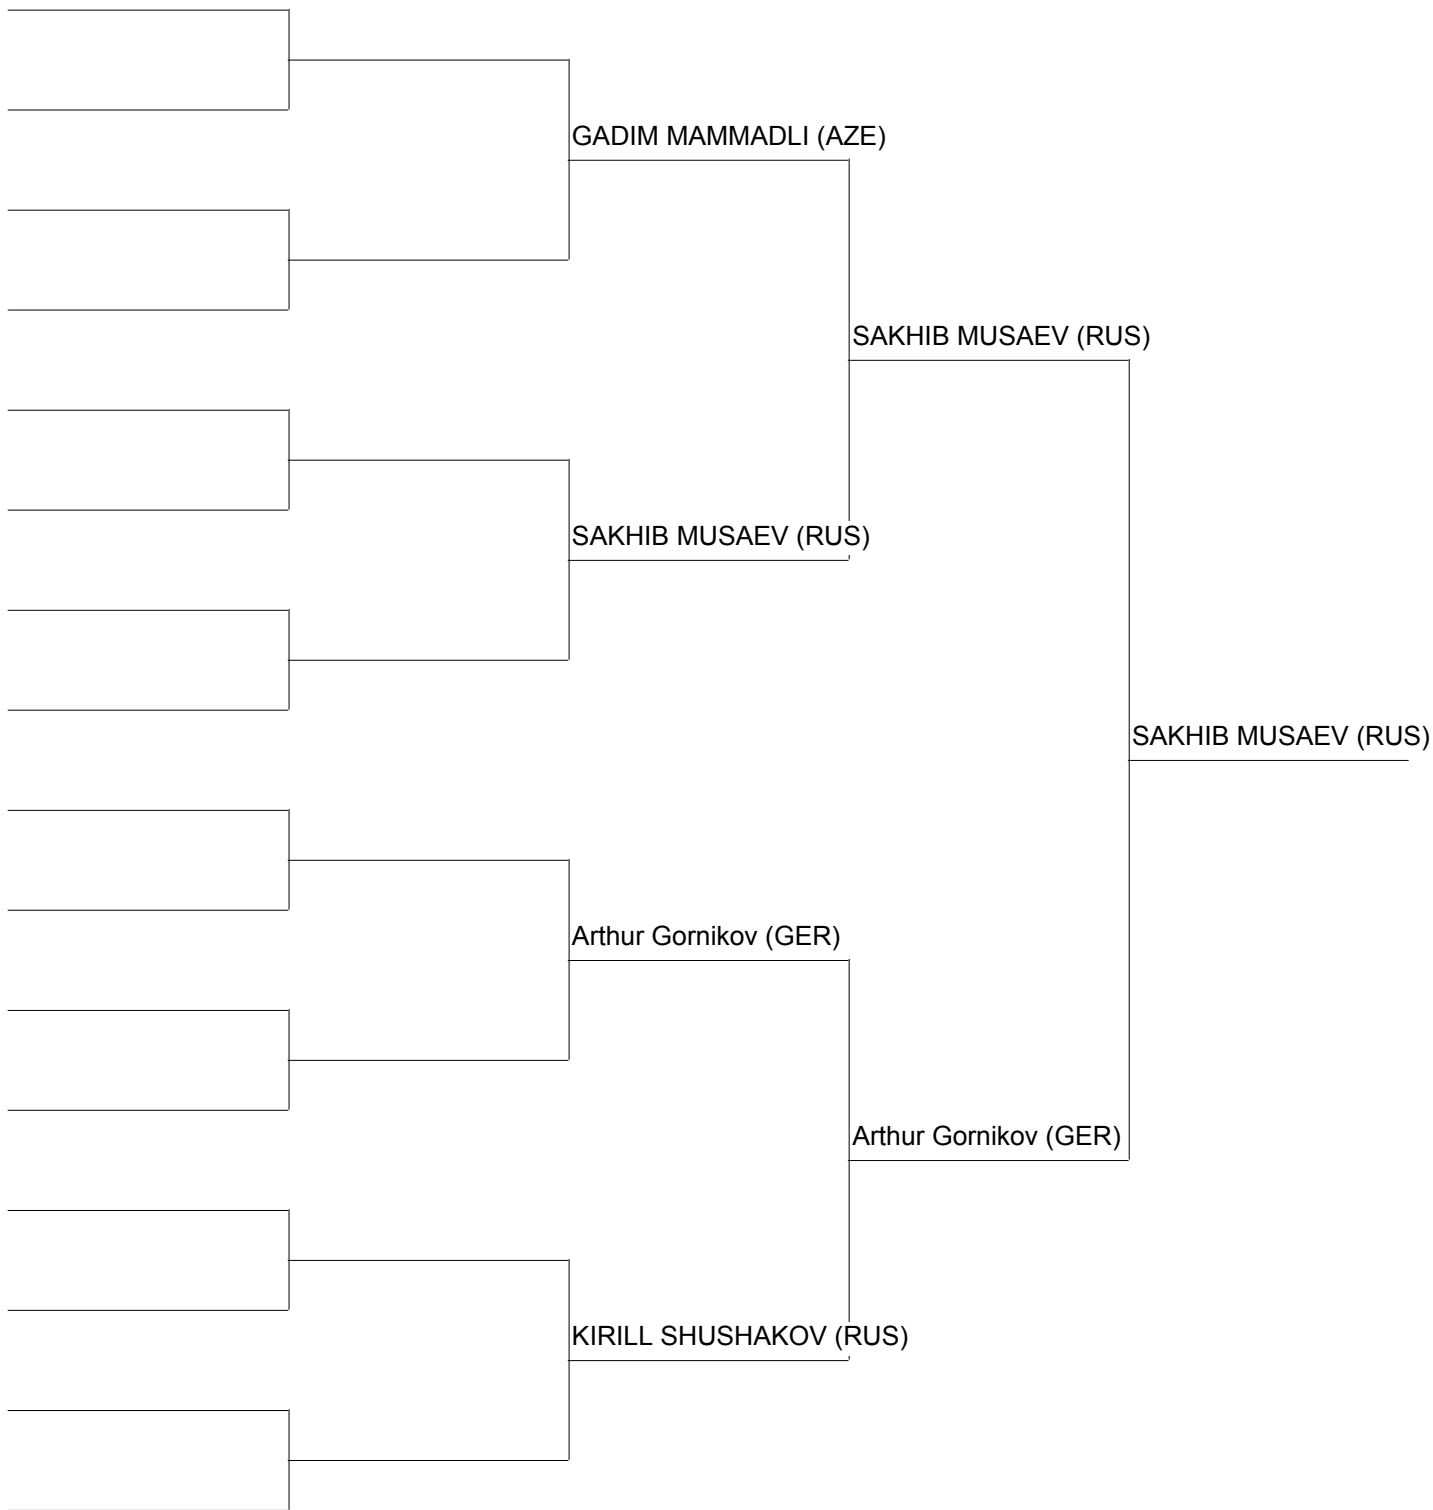 GADIM MAMMADLI (AZE)
SAKHIB MUSAEV (RUS)
SAKHIB MUSAEV (RUS)
SAKHIB MUSAEV (RUS)
Arthur Gornikov (GER)
Arthur Gornikov (GER)
KIRILL SHUSHAKOV (RUS)